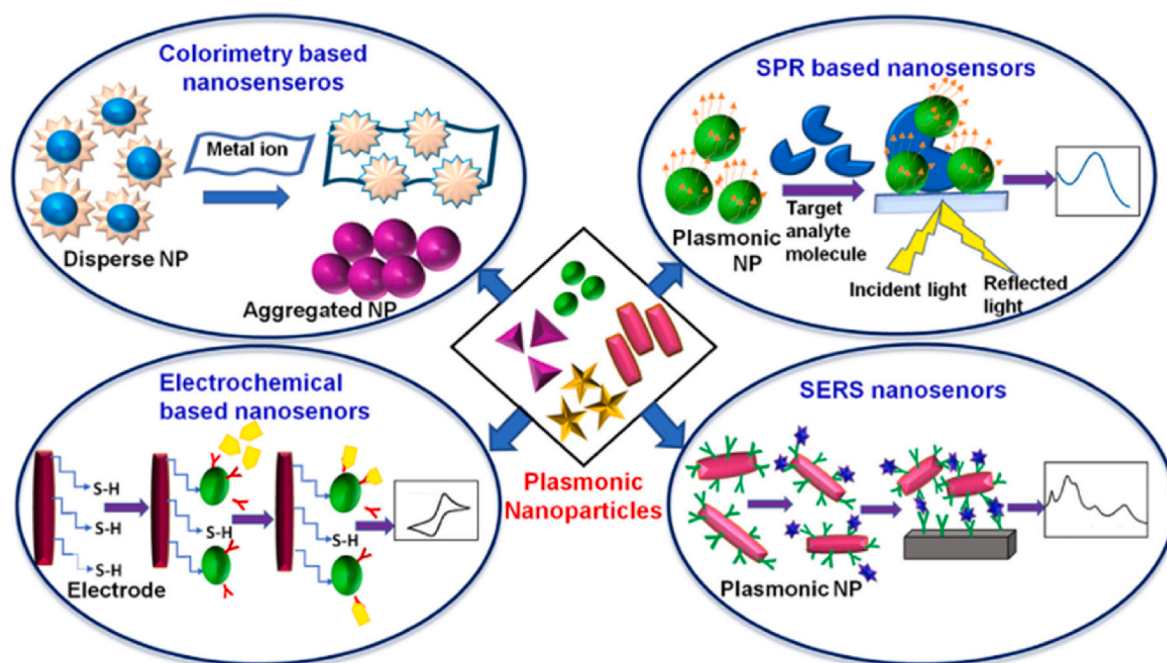 Colorimetry based
nanosenseros
Metal ion
Disperse NP
Aggregated NP
SPR based nanosensors
Plasmonic
NP
Target
analyte
molecule
Incident light
Reflected
light
Electrochemical
based nanosenors
S-H
S-H
S-H
S-H
S-H
Electrode
Plasmonic
Nanoparticles
SERS nanosenors
Plasmonic NP